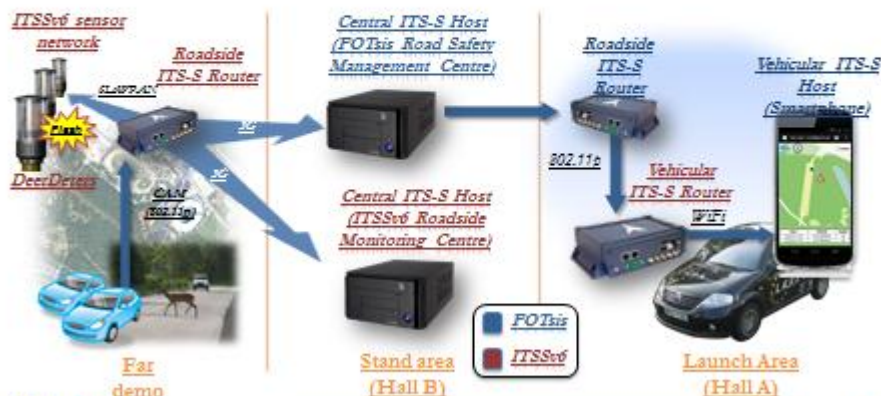 ITSSv6 sensor
network
Roadside
ITS-S Router
6LAWPAN
Flash
DeerDeters
CAM
(802.11p)
3G
3G
Far
demo
Central ITS-S Host
(FOTsis Road Safety
Management Centre)
Central ITS-S Host
(ITSSv6 Roadside
Monitoring Centre)
Stand area
(Hall B)
FOTsis
ITSSv6
Roadside
ITS-S
Router
802.11p
Vehicular
ITS-S Router
WiFi
Vehicular ITS-S
Host
(Smartphone)
Launch Area
(Hall A)